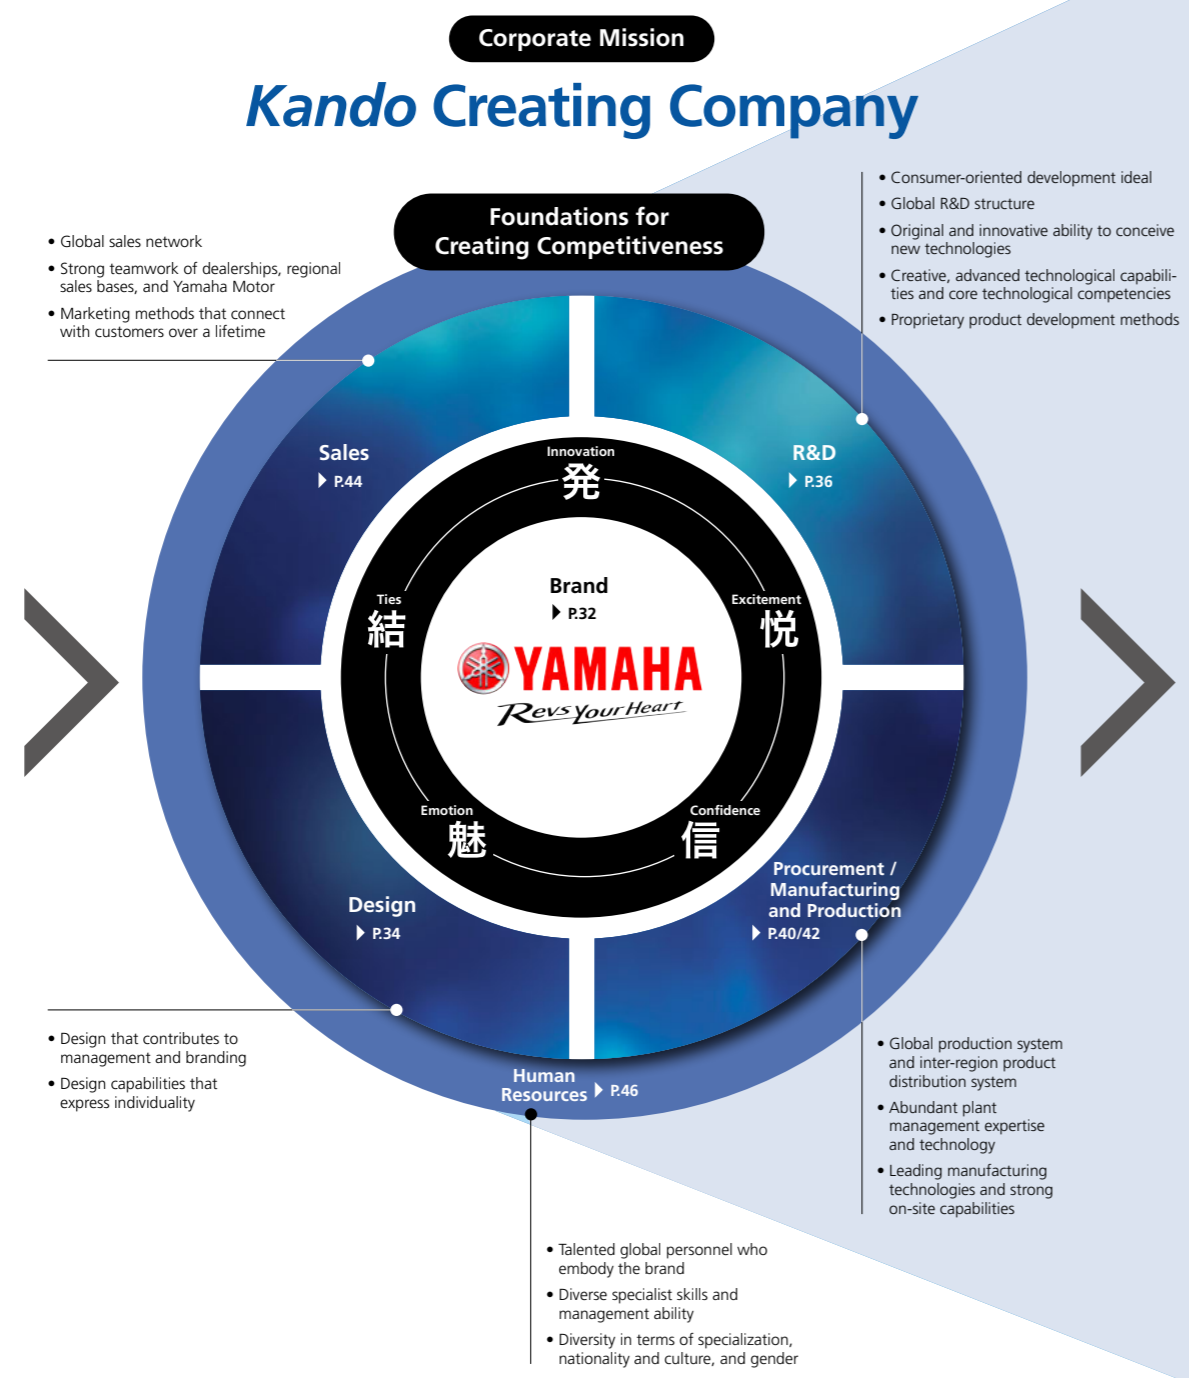 Corporate Mission
Kando Creating Company
Foundations for
Creating Competitiveness
• Global sales network
• Strong teamwork of dealerships, regional
sales bases, and Yamaha Motor
• Marketing methods that connect
with customers over a lifetime
• Consumer-oriented development ideal
• Global R&D structure
• Original and innovative ability to conceive
new technologies
• Creative, advanced technological capabili-
ties and core technological competencies
• Proprietary product development methods
Sales
P.44
R&D
P.36
Innovation
発
Ties
結
Excitement
悦
Brand
P.32
YAMAHA
Revs Your Heart
Emotion
魅
Confidence
信
Design
P.34
Procurement /
Manufacturing
and Production
P.40/42
• Design that contributes to
management and branding
• Design capabilities that
express individuality
Human
Resources P.46
• Global production system
and inter-region product
distribution system
• Abundant plant
management expertise
and technology
• Leading manufacturing
technologies and strong
on-site capabilities
• Talented global personnel who
embody the brand
• Diverse specialist skills and
management ability
• Diversity in terms of specialization,
nationality and culture, and gender